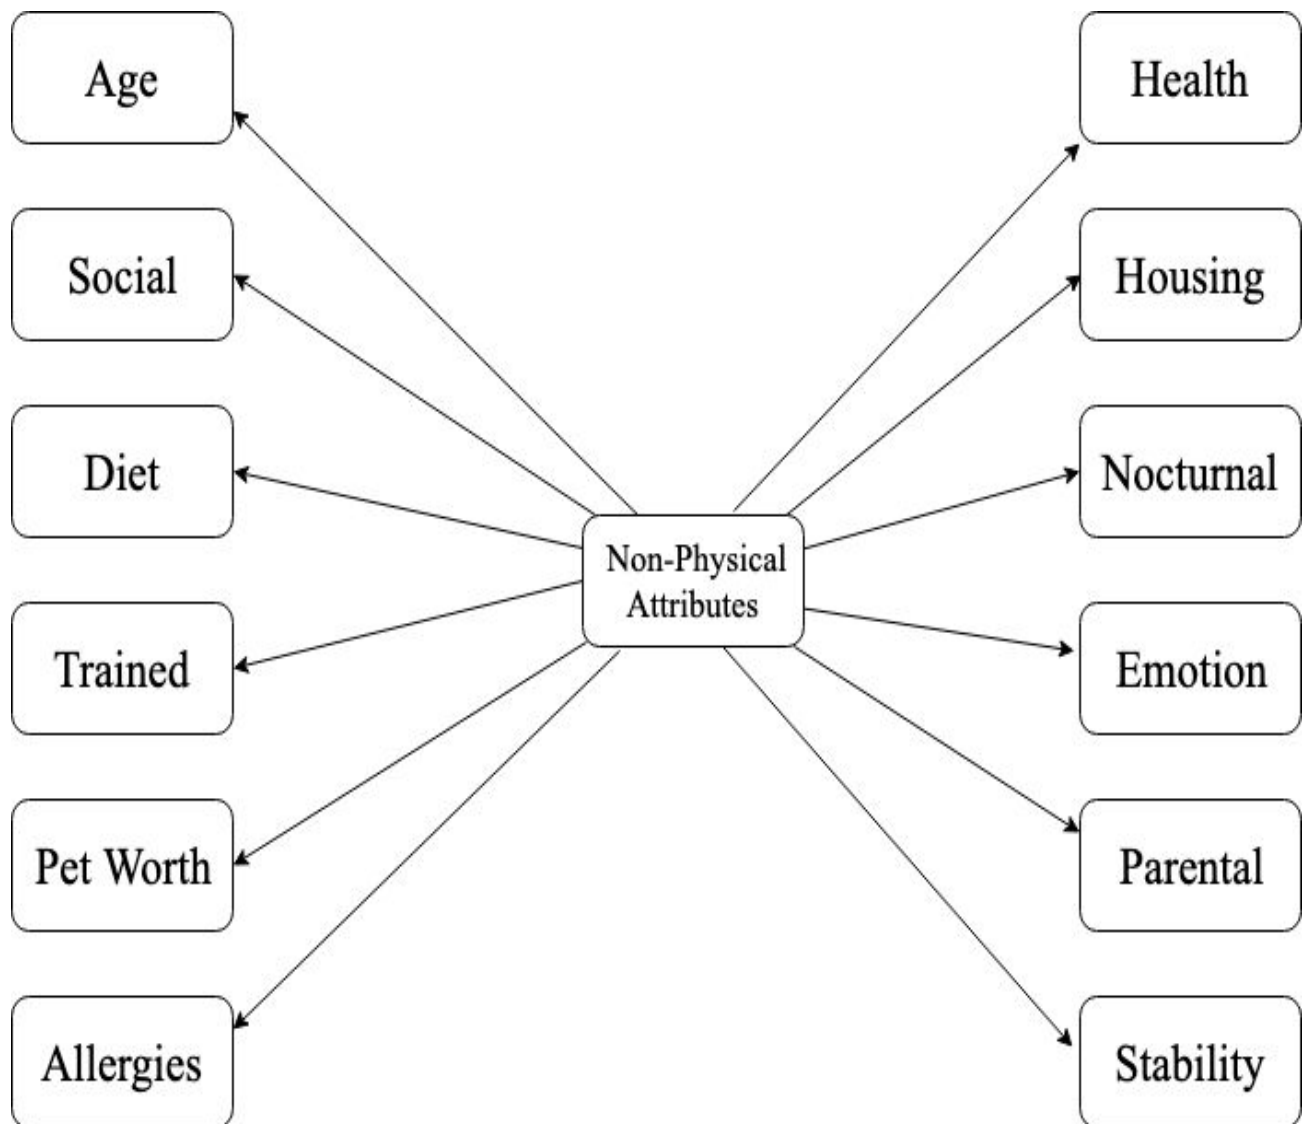 Age
Health
Social
Housing
Diet
Nocturnal
Non-Physical
Attributes
Trained
Emotion
Pet Worth
Parental
Allergies
Stability